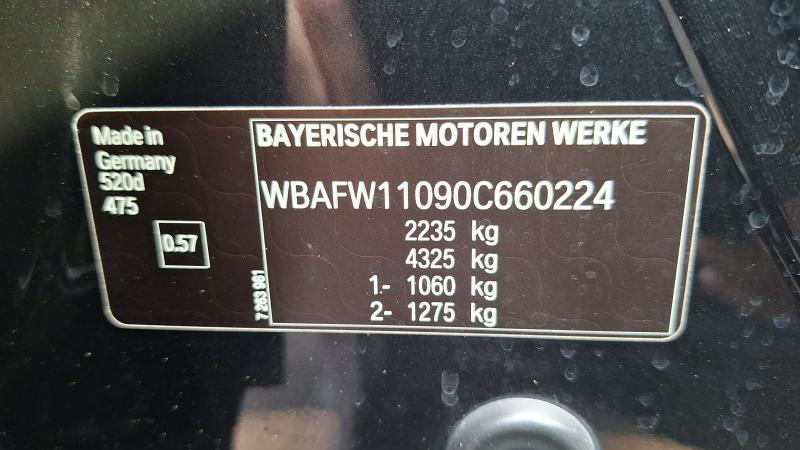 Made in
Germany
520d
475
0.57
7 263 981
BAYERISCHE MOTOREN WERKE
WBAFW11090C660224
2235 kg
4325 kg
1.- 1060 kg
2- 1275 kg